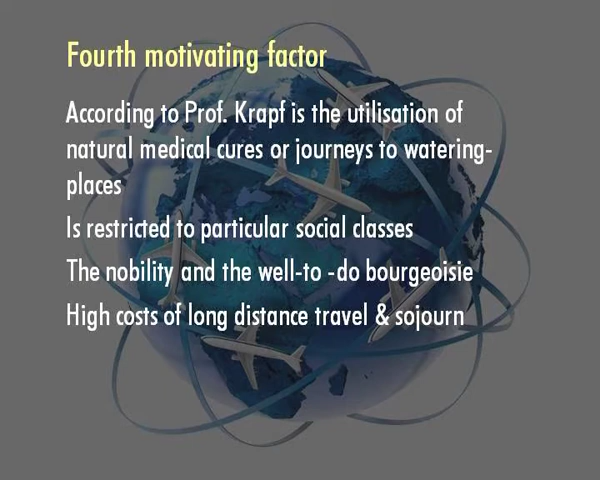 Fourth motivating factor
According to Prof. Krapf is the utilisation of
natural medical cures or journeys to watering-
places
Is restricted to particular social classes
The nobility and the well-to -do bourgeoisie
High costs of long distance travel & sojourn